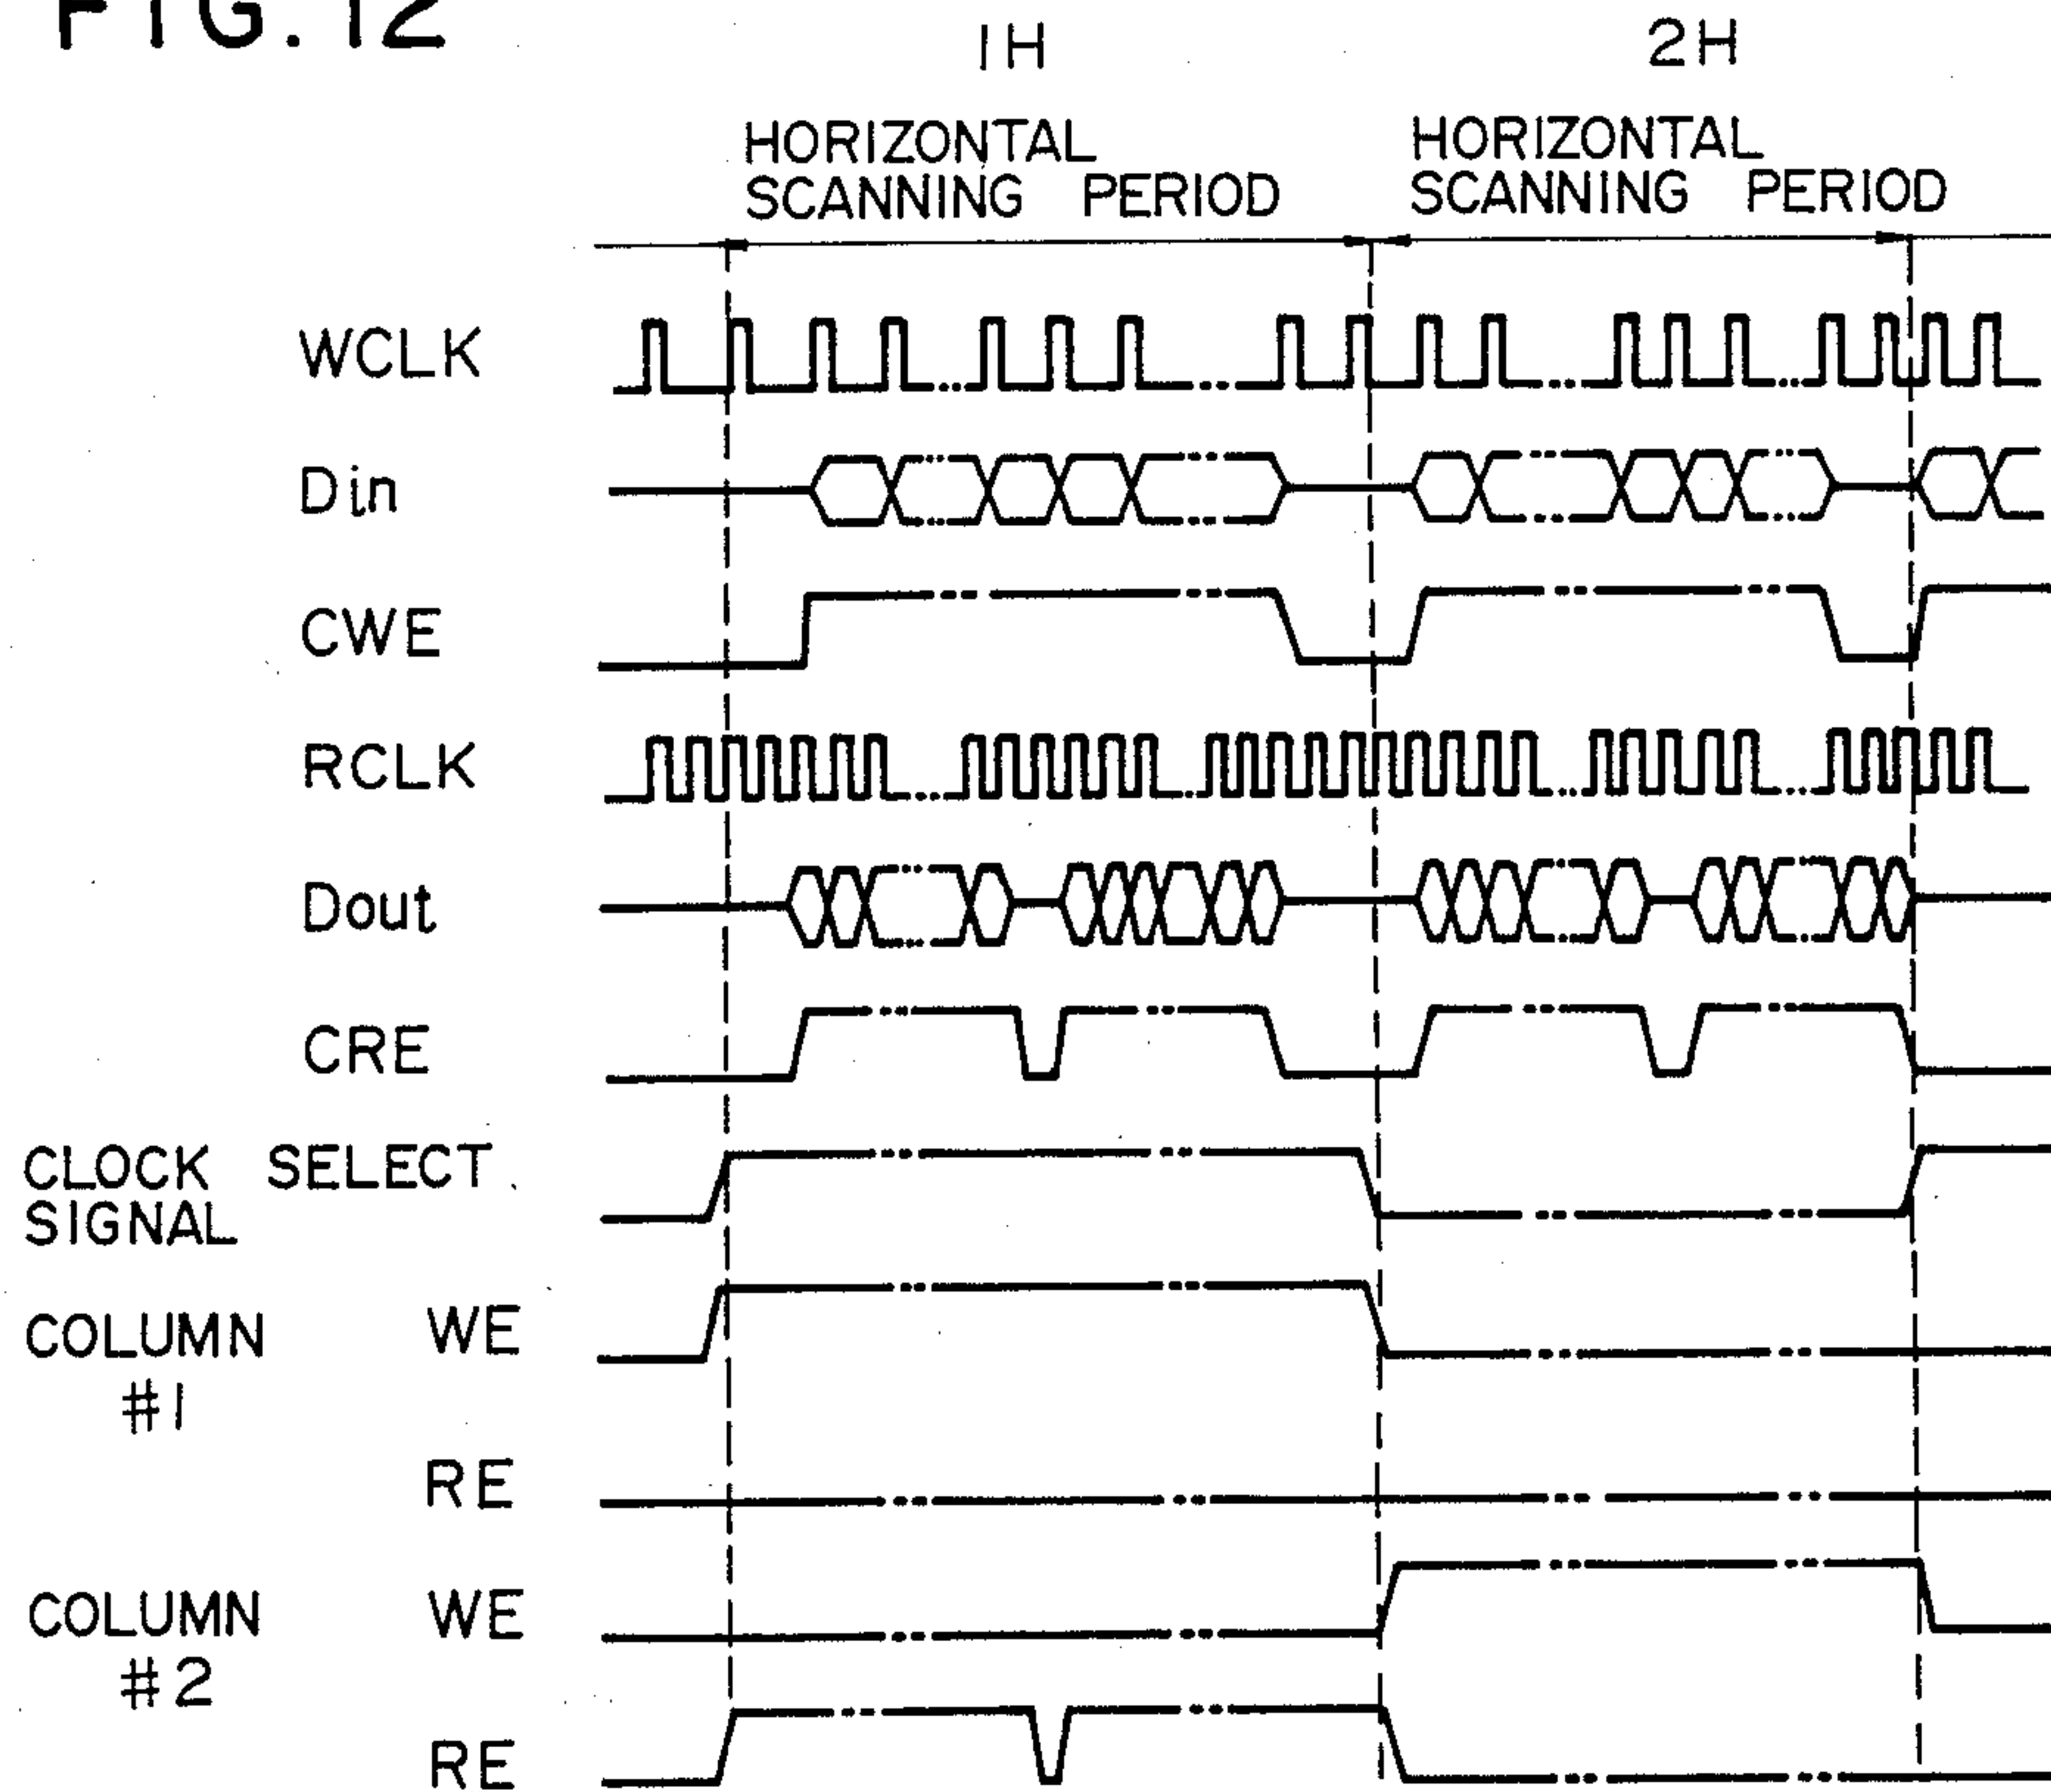 FIG. 12
1H 2H
HORIZONTAL SCANNING PERIOD
HORIZONTAL SCANNING PERIOD
WCLK
Din
CWE
RCLK
Dout
CRE
CLOCK SELECT
SIGNAL
COLUMN #1 WE
RE
COLUMN #2 WE
RE